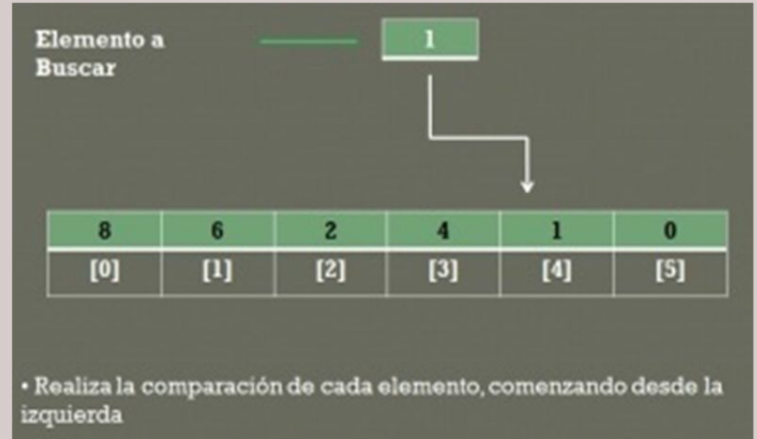 Elemento a
Buscar
1
8 6 2 4 1 0
[0] [1] [2] [3] [4] [5]
• Realiza la comparación de cada elemento, comenzando desde la
izquierda